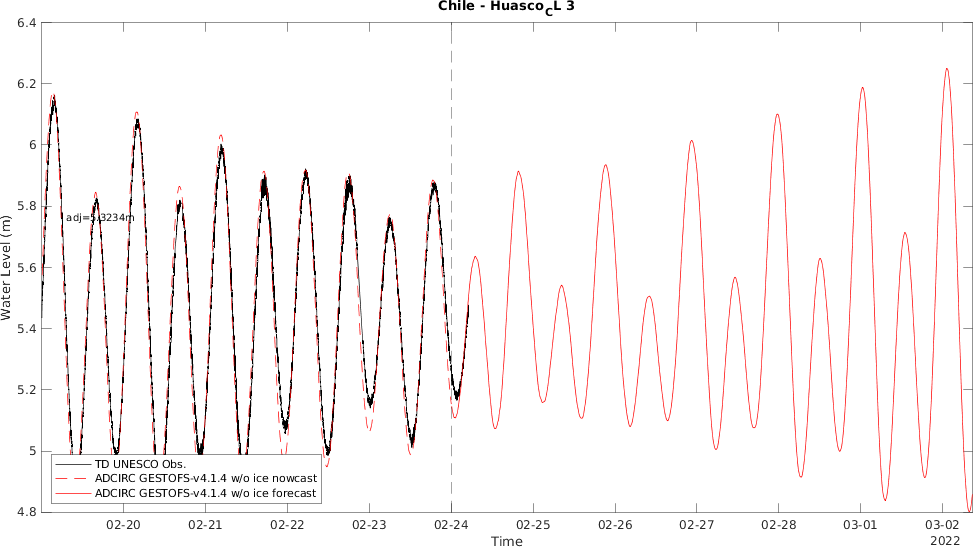 Chile - Huasco_CL 3
6.4
6.2
6
5.8
5.6
5.4
5.2
5
4.8
Water Level (m)
adj=5.3234m
TD UNESCO Obs.
ADCIRC GESTOFS-v4.1.4 w/o ice nowcast
ADCIRC GESTOFS-v4.1.4 w/o ice forecast
02-20 02-21 02-22 02-23 02-24 02-25 02-26 02-27 02-28 03-01 03-02
Time
2022